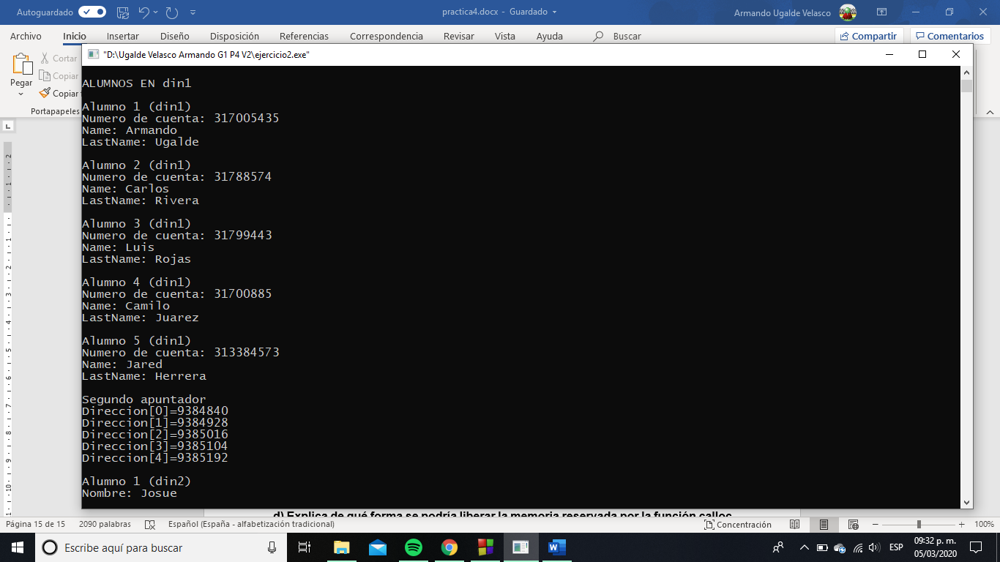 Autoguardado
practica4.docx - Guardado
Armando Ugalde Velasco
Archivo Inicio Insertar Diseño Disposición Referencias Correspondencia Revisar Vista Ayuda Buscar Compartir Comentarios
Pegar
Cortar
Copiar
Copiar
Portapapeles
"D:\Ugalde Velasco Armando G1 P4 V2\ejercicio2.exe"
ALUMNOS EN din1
Alumno 1 (din1)
Numero de cuenta: 317005435
Name: Armando
LastName: Ugalde
Alumno 2 (din1)
Numero de cuenta: 31788574
Name: Carlos
LastName: Rivera
Alumno 3 (din1)
Numero de cuenta: 31799443
Name: Luis
LastName: Rojas
Alumno 4 (din1)
Numero de cuenta: 31700885
Name: Camilo
LastName: Juarez
Alumno 5 (din1)
Numero de cuenta: 313384573
Name: Jared
LastName: Herrera
Segundo apuntador
Direccion[0]=9384840
Direccion[1]=9384928
Direccion[2]=9385016
Direccion[3]=9385104
Direccion[4]=9385192
Alumno 1 (din2)
Nombre: Josue
d) Explica de qué forma se podría liberar la memoria reservada por la función calloc
Página 15 de 15 2090 palabras Español (España - alfabetización tradicional) Concentración 100%
Escribe aquí para buscar
ESP
09:32 p. m.
05/03/2020